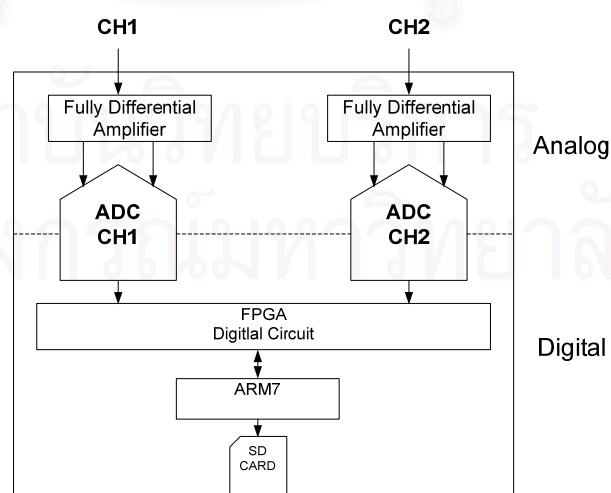 CH1 CH2
Fully Differential
Amplifier
Fully Differential
Amplifier
Analog
ADC
CH1
ADC
CH2
FPGA
Digitlal Circuit
Digital
ARM7
SD
CARD